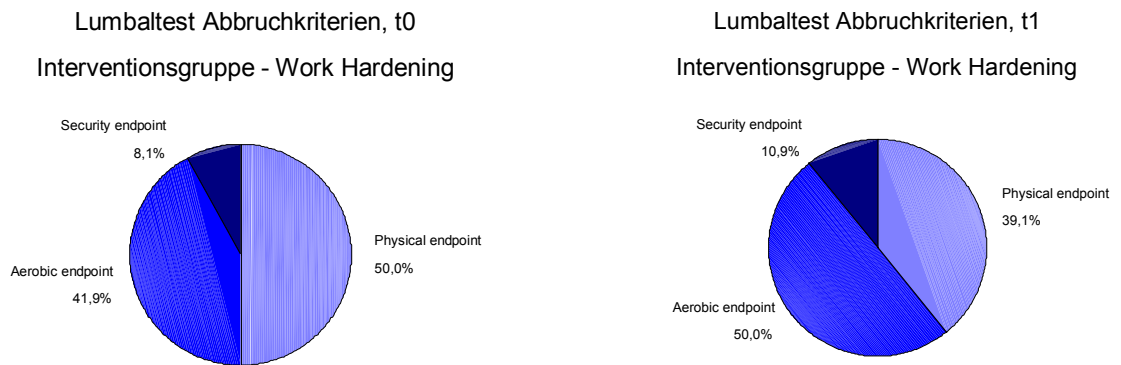 Lumbaltest Abbruchkriterien, t0
Interventionsgruppe - Work Hardening
Security endpoint
8,1%
Physical endpoint
50,0%
Aerobic endpoint
41,9%
Lumbaltest Abbruchkriterien, t1
Interventionsgruppe - Work Hardening
Security endpoint
10,9%
Physical endpoint
39,1%
Aerobic endpoint
50,0%